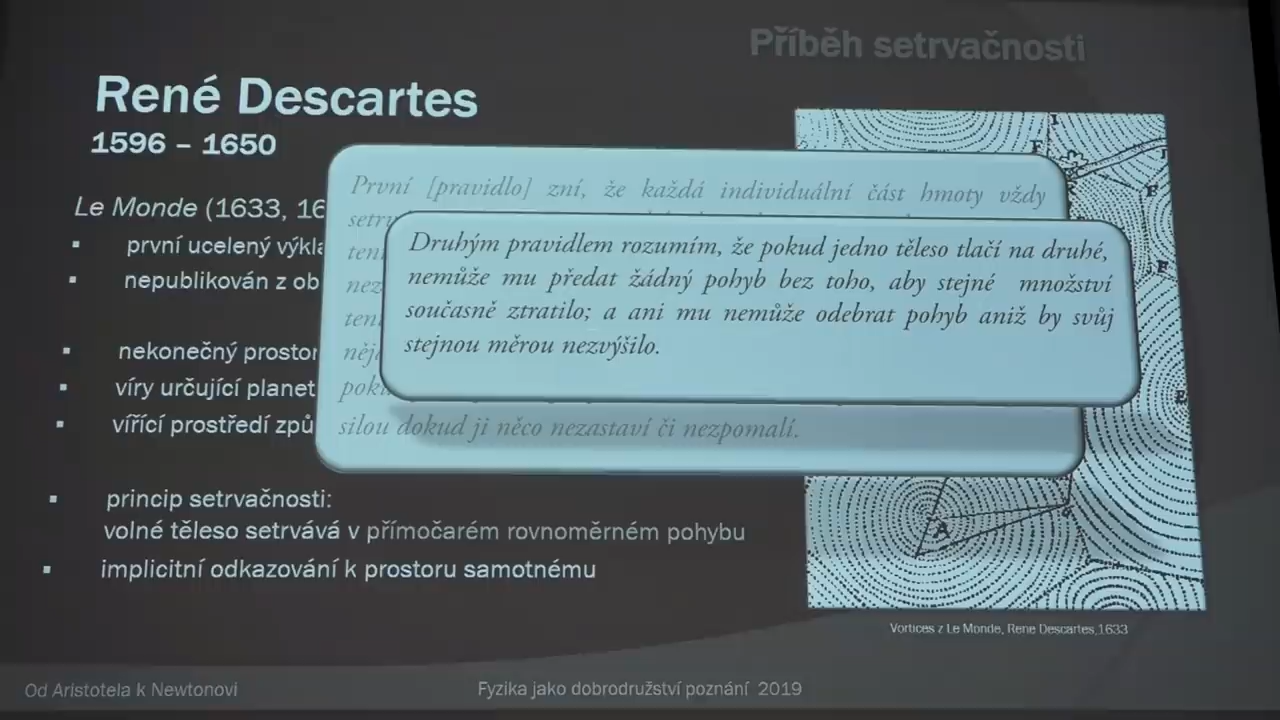 Příběh setrvačnosti
René Descartes
1596 – 1650
Le Monde (1633, 16
▪ první ucelený výkla
▪ nepublikován z ob
▪ nekonečný prostor
▪ víry určující planet
▪ vířící prostředí způ
▪ princip setrvačnosti:
volné těleso setrvává v přímočarém rovnoměrném pohybu
▪ implicitní odkazování k prostoru samotnému
První [pravidlo] zní, že každá individuální část hmoty vždy
setru
ten
nez
ten
něja
poku
silou dokud ji něco nezastaví či nezpomalí.
Druhým pravidlem rozumím, že pokud jedno těleso tlačí na druhé,
nemůže mu předat žádný pohyb bez toho, aby stejné množství
současně ztratilo; a ani mu nemůže odebrat pohyb aniž by svůj
stejnou měrou nezvýšilo.
F
F
F
E
A
Vortices z Le Monde, Rene Descartes,1633
Od Aristotela k Newtonovi
Fyzika jako dobrodružství poznání 2019